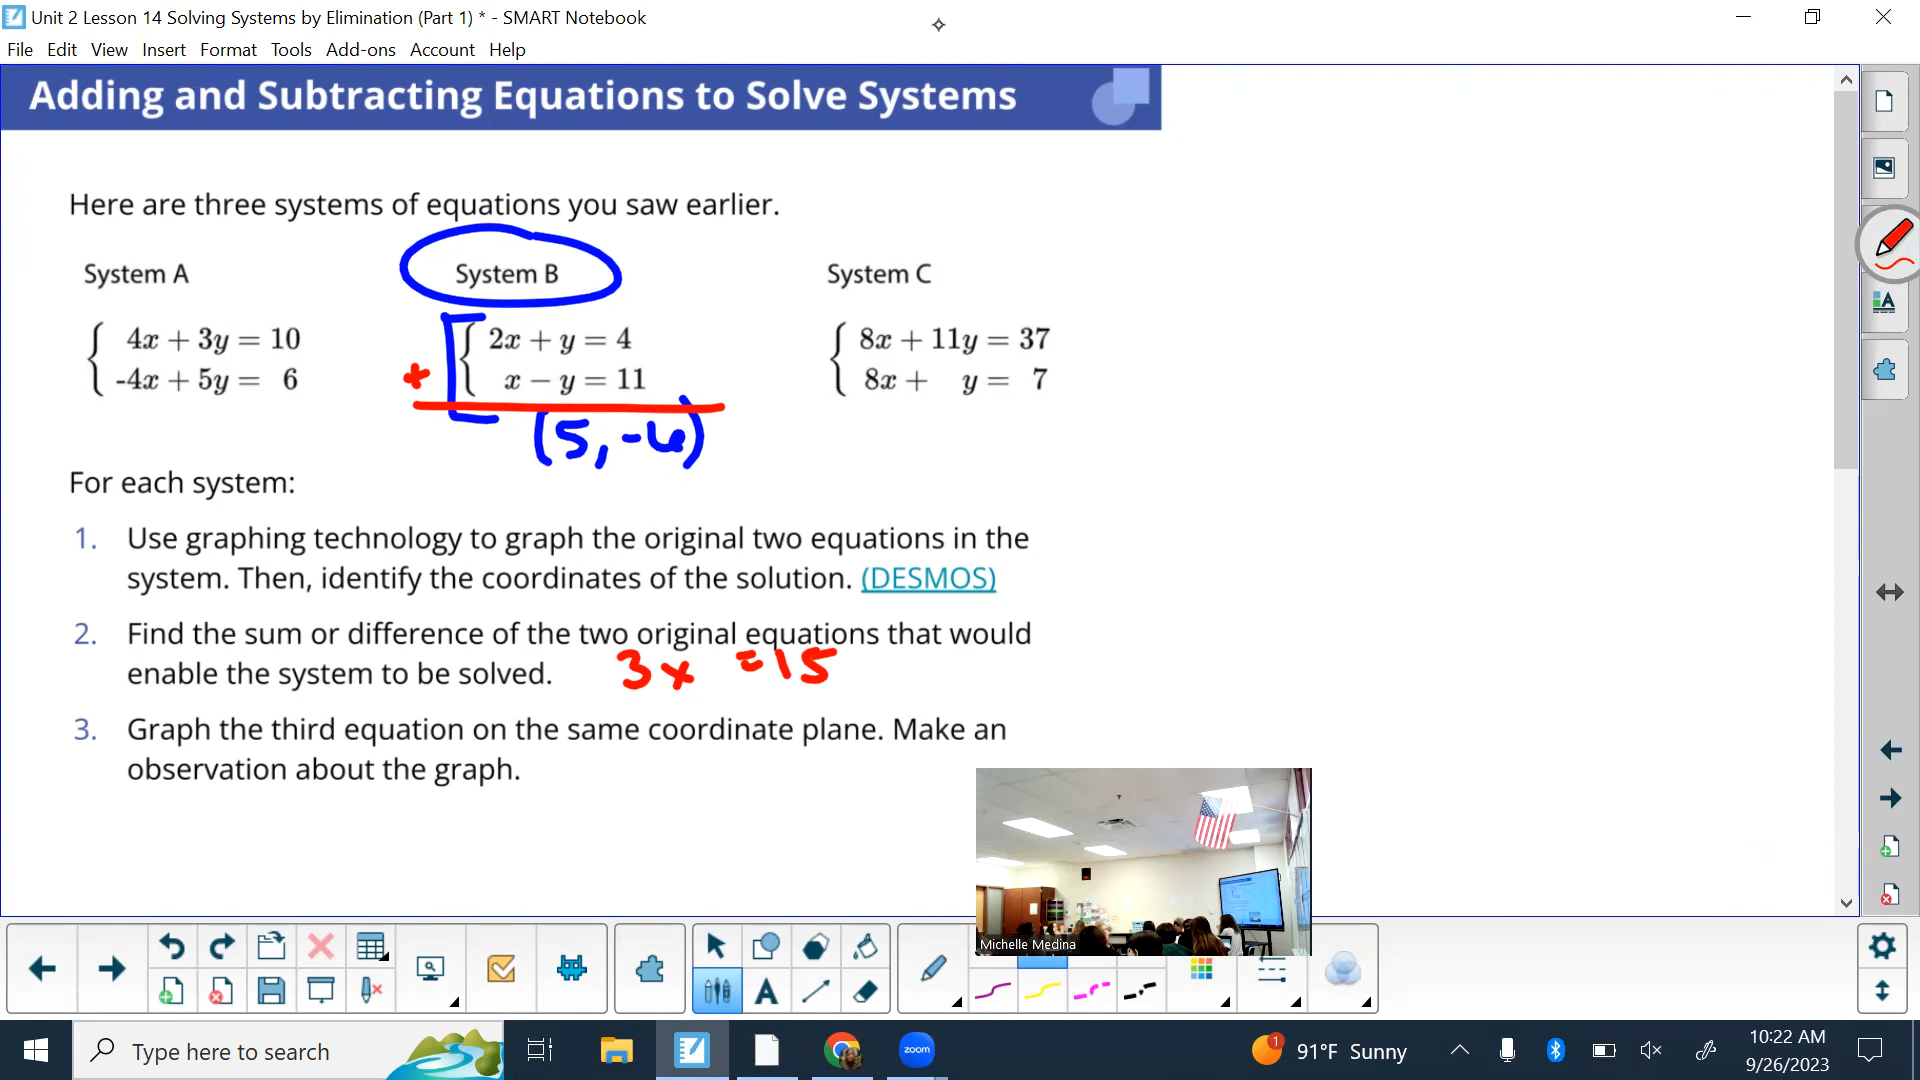 Unit 2 Lesson 14 Solving Systems by Elimination (Part 1) * - SMART Notebook
File Edit View Insert Format Tools Add-ons Account Help
Adding and Subtracting Equations to Solve Systems
Here are three systems of equations you saw earlier.
System A
4x + 3y = 10
-4x + 5y = 6
System B
2x + y = 4
+ x − y = 11
(5, -6)
System C
8x + 11y = 37
8x + y = 7
For each system:
1. Use graphing technology to graph the original two equations in the
system. Then, identify the coordinates of the solution. (DESMOS)
2. Find the sum or difference of the two original equations that would
enable the system to be solved.
3x = 15
3. Graph the third equation on the same coordinate plane. Make an
observation about the graph.
Michelle Medina
Type here to search
zoom
1
91°F Sunny
10:22 AM
9/26/2023